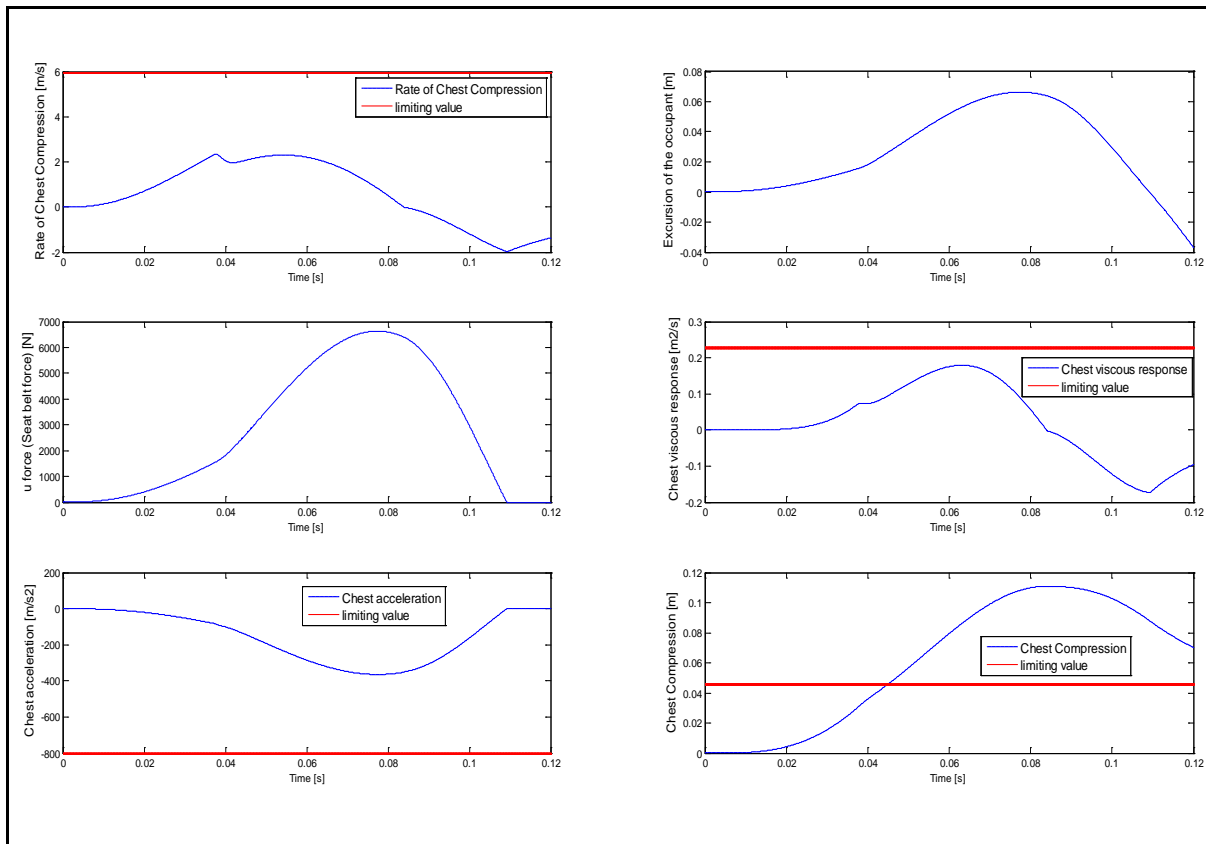 Rate of Chest Compression [m/s]
6
4
2
0
-2
Rate of Chest Compression
limiting value
0 0.02 0.04 0.06 0.08 0.1 0.12
Time [s]
Excursion of the occupant [m]
0.08
0.06
0.04
0.02
0
-0.02
-0.04
0 0.02 0.04 0.06 0.08 0.1 0.12
Time [s]
u force (Seat belt force) [N]
7000
6000
5000
4000
3000
2000
1000
0
0 0.02 0.04 0.06 0.08 0.1 0.12
Time [s]
Chest viscous response [m2/s]
0.3
0.2
0.1
0
-0.1
-0.2
Chest viscous response
limiting value
0 0.02 0.04 0.06 0.08 0.1 0.12
Time [s]
Chest acceleration [m/s2]
200
0
-200
-400
-600
-800
Chest acceleration
limiting value
0 0.02 0.04 0.06 0.08 0.1 0.12
Time [s]
Chest Compression [m]
0.12
0.1
0.08
0.06
0.04
0.02
0
Chest Compression
limiting value
0 0.02 0.04 0.06 0.08 0.1 0.12
Time [s]